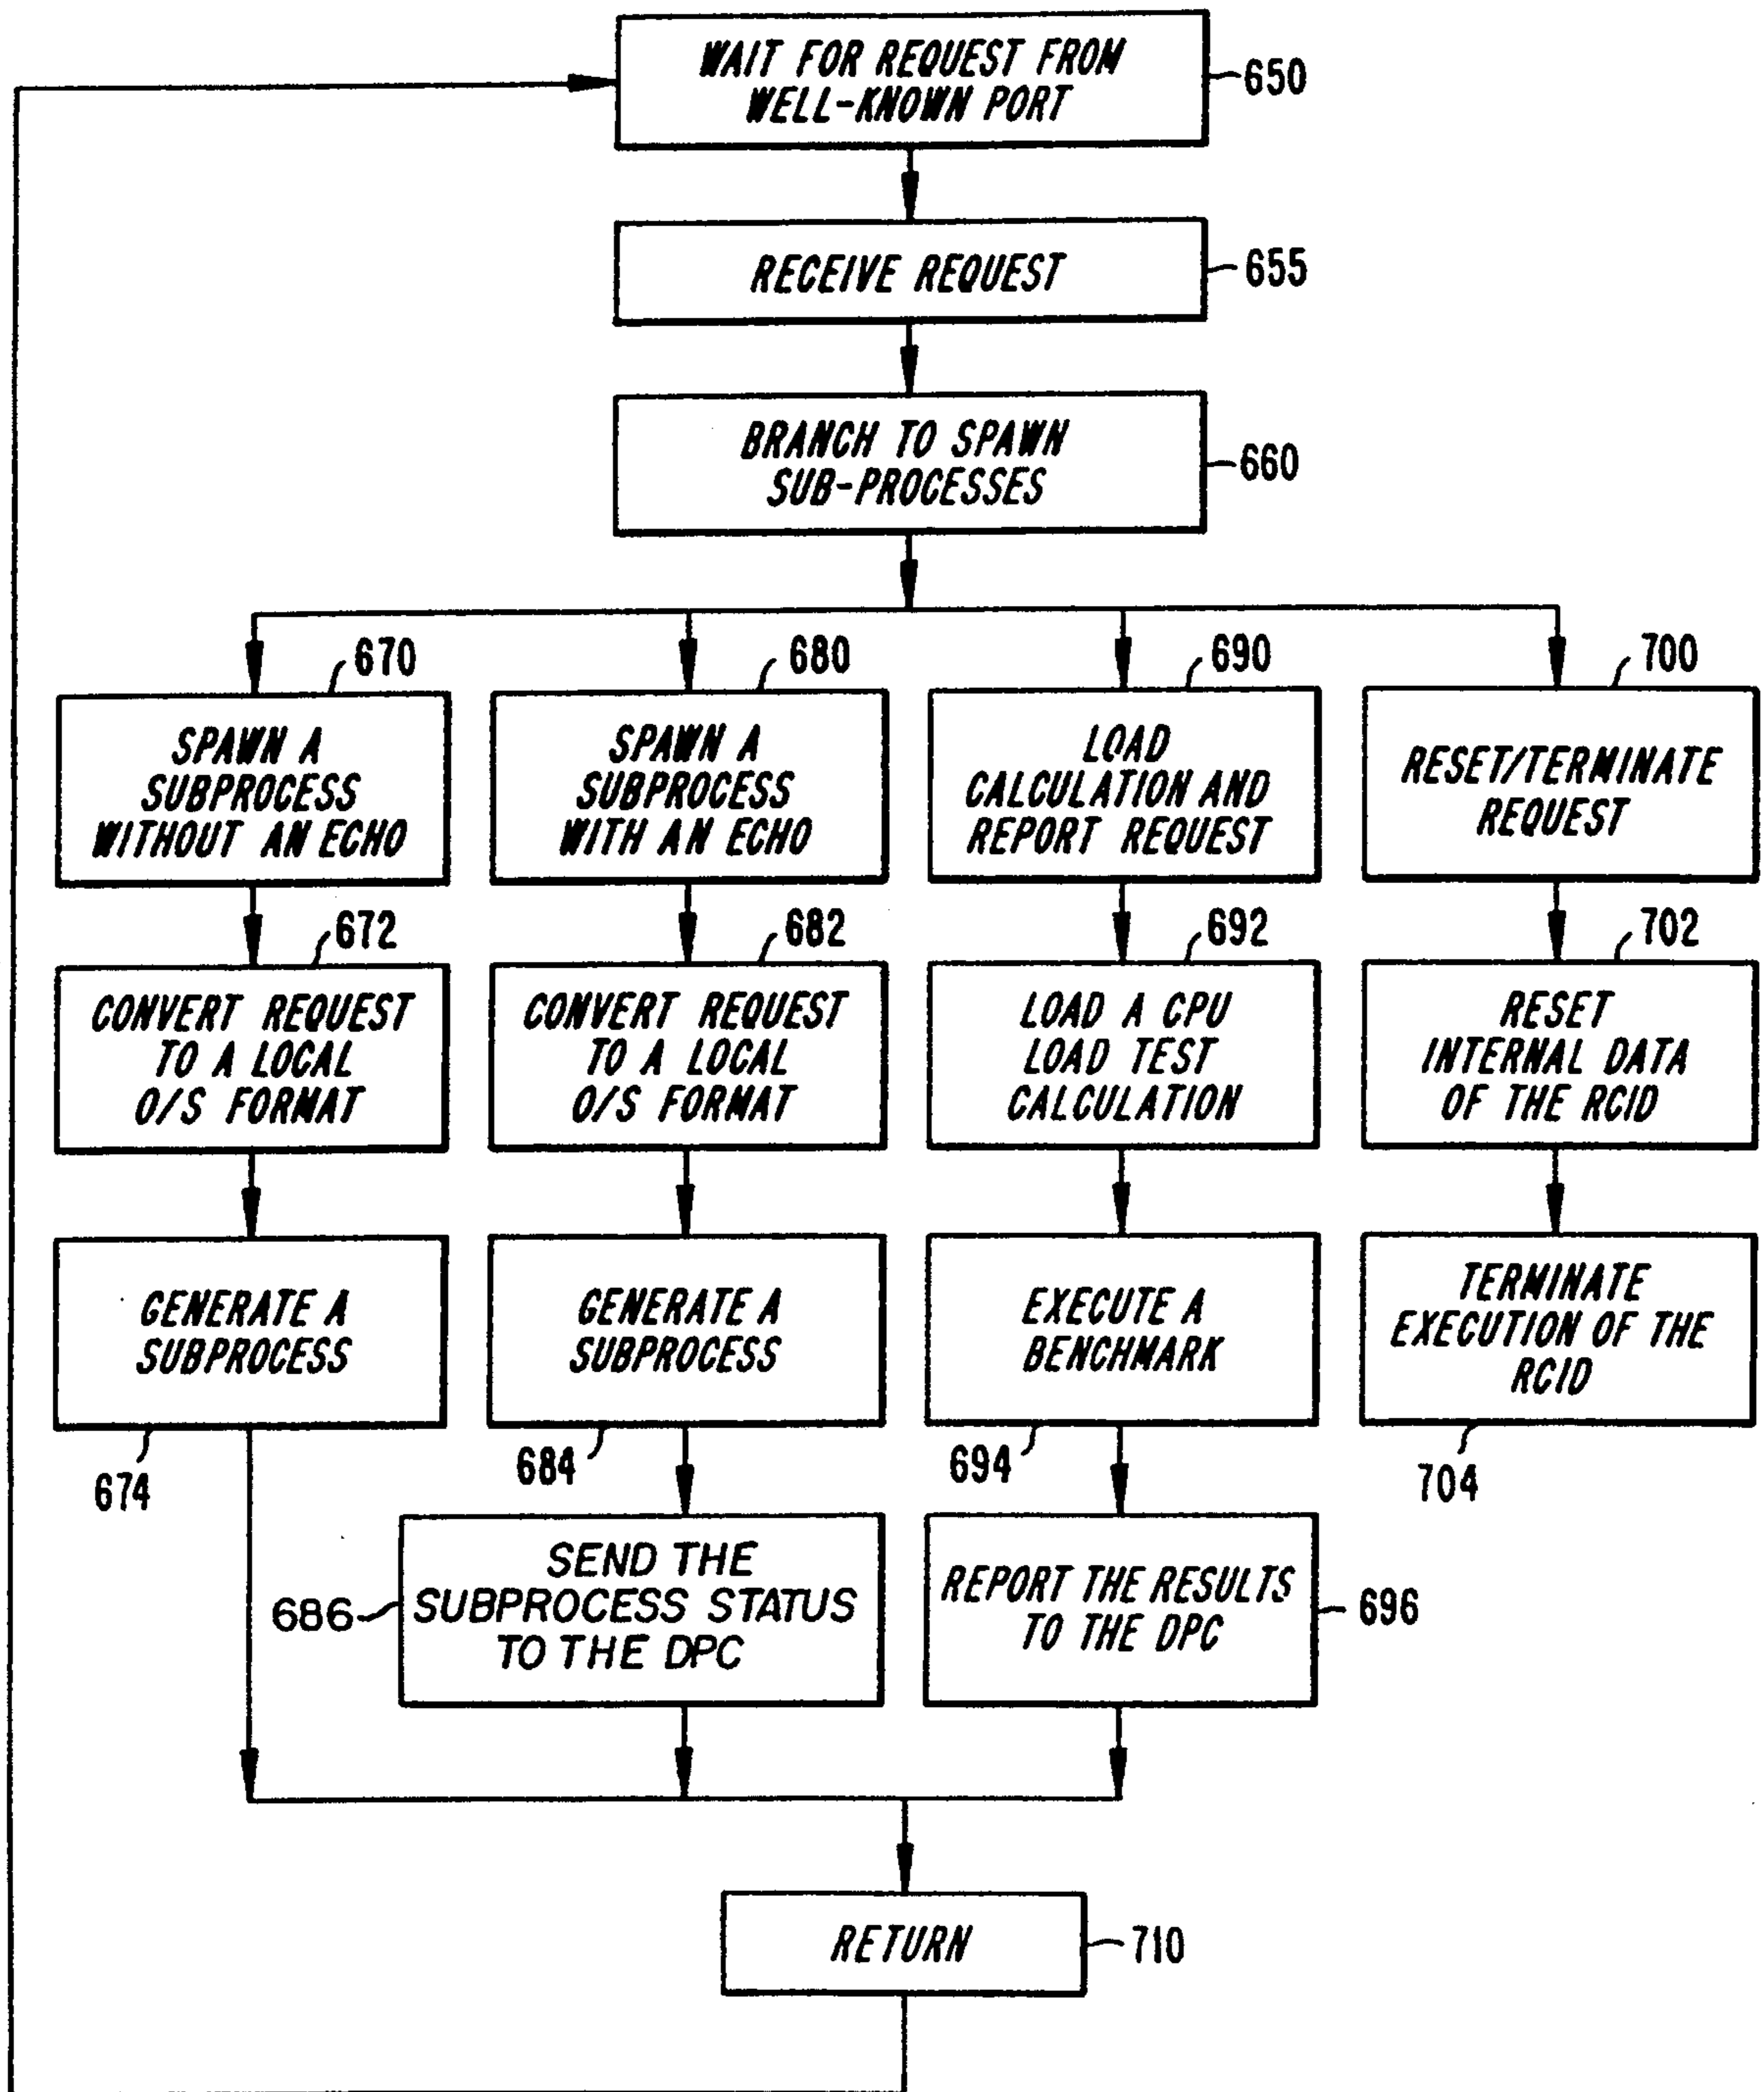 WAIT FOR REQUEST FROM
WELL-KNOWN PORT
650
RECEIVE REQUEST
655
BRANCH TO SPAWN
SUB-PROCESSES
660
670
SPAWN A
SUBPROCESS
WITHOUT AN ECHO
680
SPAWN A
SUBPROCESS
WITH AN ECHO
690
LOAD
CALCULATION AND
REPORT REQUEST
700
RESET/TERMINATE
REQUEST
672
CONVERT REQUEST
TO A LOCAL
O/S FORMAT
682
CONVERT REQUEST
TO A LOCAL
O/S FORMAT
692
LOAD A CPU
LOAD TEST
CALCULATION
702
RESET
INTERNAL DATA
OF THE RCID
GENERATE A
SUBPROCESS
674
GENERATE A
SUBPROCESS
684
EXECUTE A
BENCHMARK
694
TERMINATE
EXECUTION OF THE
RCID
704
686
SEND THE
SUBPROCESS STATUS
TO THE DPC
REPORT THE RESULTS
TO THE DPC
696
RETURN
710